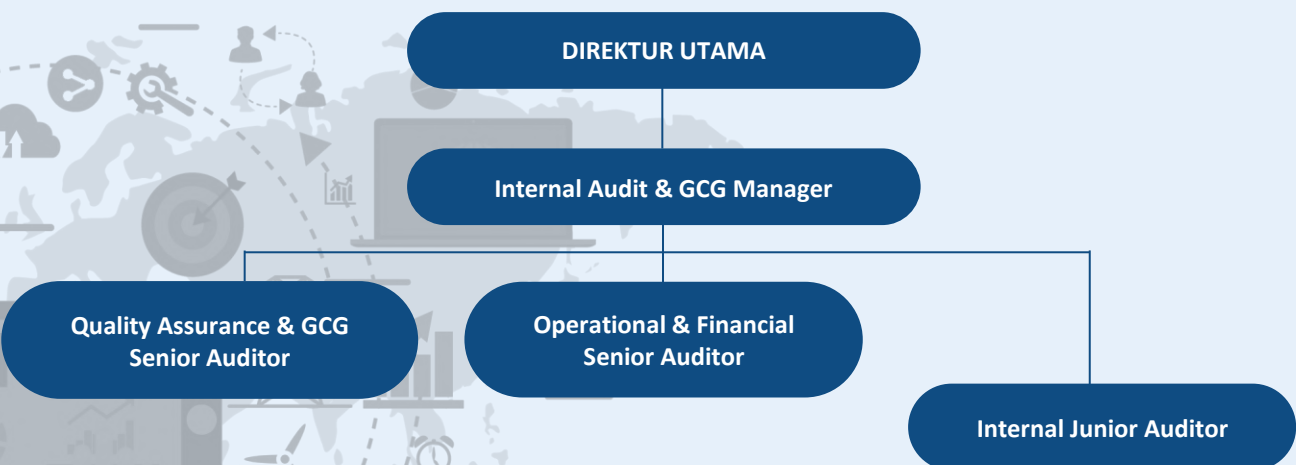 DIREKTUR UTAMA
Internal Audit & GCG Manager
Quality Assurance & GCG
Senior Auditor
Operational & Financial
Senior Auditor
Internal Junior Auditor